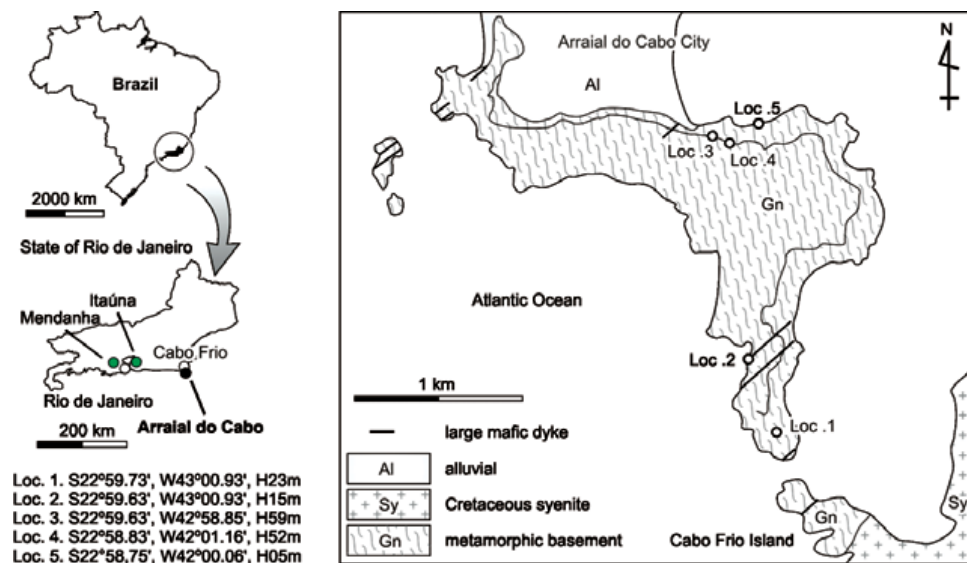 Brazil
2000 km
State of Rio de Janeiro
Itaúna
Mendanha
Cabo Frio
Rio de Janeiro
Arraial do Cabo
200 km
Loc. 1. S22º59.73', W43º00.93', H23m
Loc. 2. S22º59.63', W43º00.93', H15m
Loc. 3. S22º59.63', W42º58.85', H59m
Loc. 4. S22º58.83', W42º01.16', H52m
Loc. 5. S22º58,75', W42º00.06', H05m
Arraial do Cabo City
N
Al
Loc .5
Loc .3
Loc .4
Gn
Atlantic Ocean
Loc .2
1 km
Loc .1
large mafic dyke
Al alluvial
Sy Cretaceous syenite
Gn metamorphic basement
Gn
Sy
Cabo Frio Island